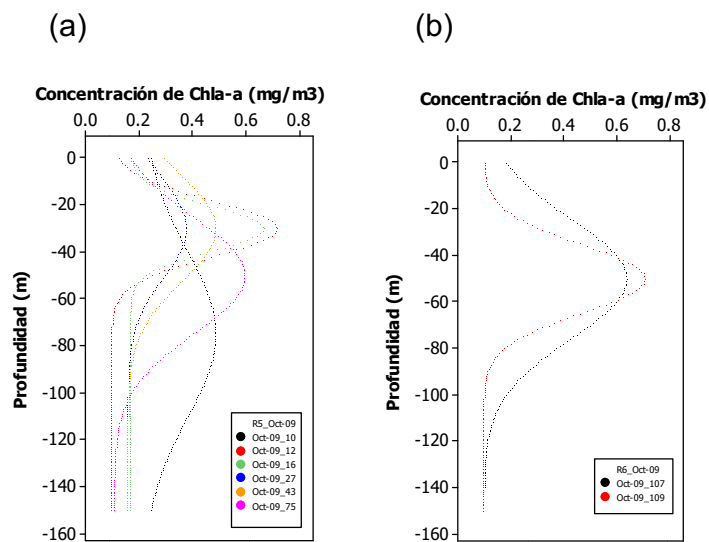 (a)
Concentración de Chla-a (mg/m3)
0.0 0.2 0.4 0.6 0.8
0
-20
-40
-60
-80
-100
-120
-140
-160
Profundidad (m)
R5_Oct-09
Oct-09_10
Oct-09_12
Oct-09_16
Oct-09_27
Oct-09_43
Oct-09_75
(b)
Concentración de Chla-a (mg/m3)
0.0 0.2 0.4 0.6 0.8
0
-20
-40
-60
-80
-100
-120
-140
-160
Profundidad (m)
R6_Oct-09
Oct-09_107
Oct-09_109